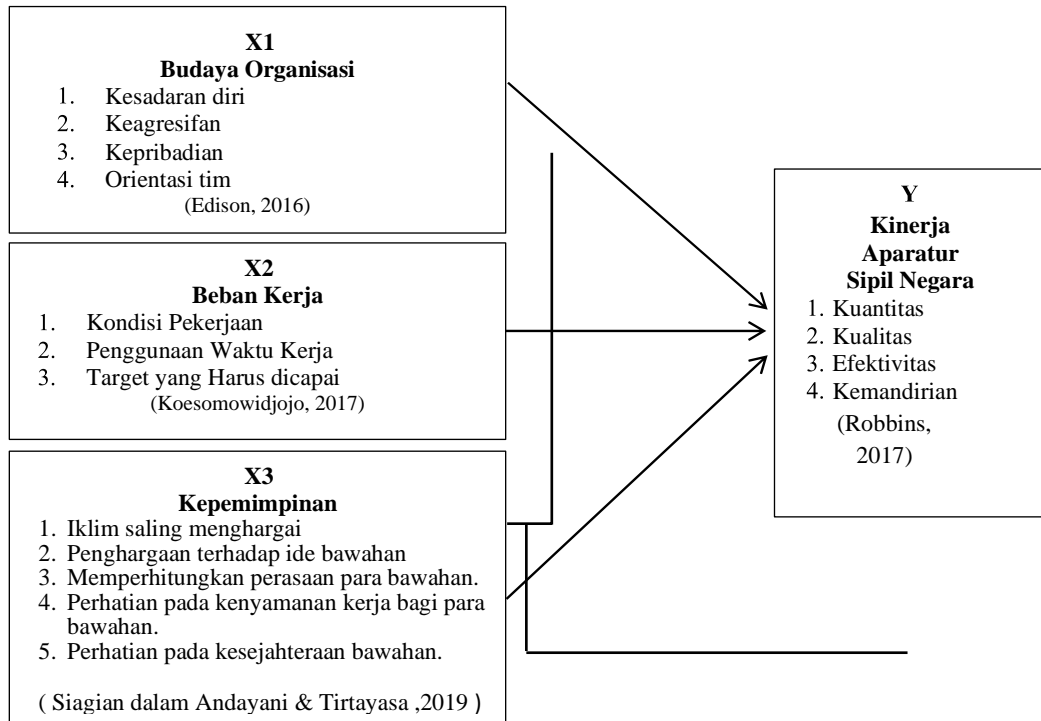 X1
Budaya Organisasi
1. Kesadaran diri
2. Keagresifan
3. Kepribadian
4. Orientasi tim
(Edison, 2016)
X2
Beban Kerja
1. Kondisi Pekerjaan
2. Penggunaan Waktu Kerja
3. Target yang Harus dicapai
(Koesomowidjojo, 2017)
X3
Kepemimpinan
1. Iklim saling menghargai
2. Penghargaan terhadap ide bawahan
3. Memperhitungkan perasaan para bawahan.
4. Perhatian pada kenyamanan kerja bagi para
bawahan.
5. Perhatian pada kesejahteraan bawahan.
( Siagian dalam Andayani & Tirtayasa ,2019 )
Y
Kinerja
Aparatur
Sipil Negara
1. Kuantitas
2. Kualitas
3. Efektivitas
4. Kemandirian
(Robbins,
2017)